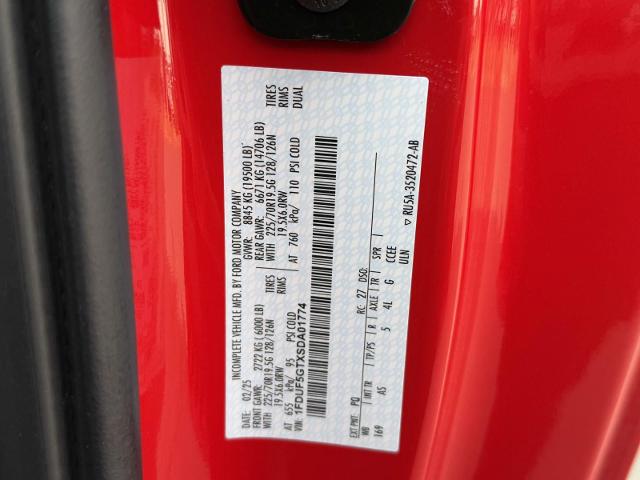 INCOMPLETE VEHICLE MFD. BY FORD MOTOR COMPANY
DATE: 02/25 GVWR: 8845 KG (19500 LB)
FRONT GAWR: 2722 KG (6000 LB) REAR GAWR: 6671 KG (14706 LB)
225/70R19.5G 128/126N TIRES WITH 225/70R19.5G 128/126N TIRES
19.5X6.0RW RIMS 19.5X6.0RW RIMS
AT 655 kPa/ 95 PSI COLD AT 760 kPa/ 110 PSI COLD DUAL
VIN: 1FDUF5GTXSDA01774
EXT PNT: PQ RC: 27 DSO:
WB INT TR TP/PS R AXLE TR SPR
169 AS 5 4L G CCEE
ULN
RU5A-3520472-AB